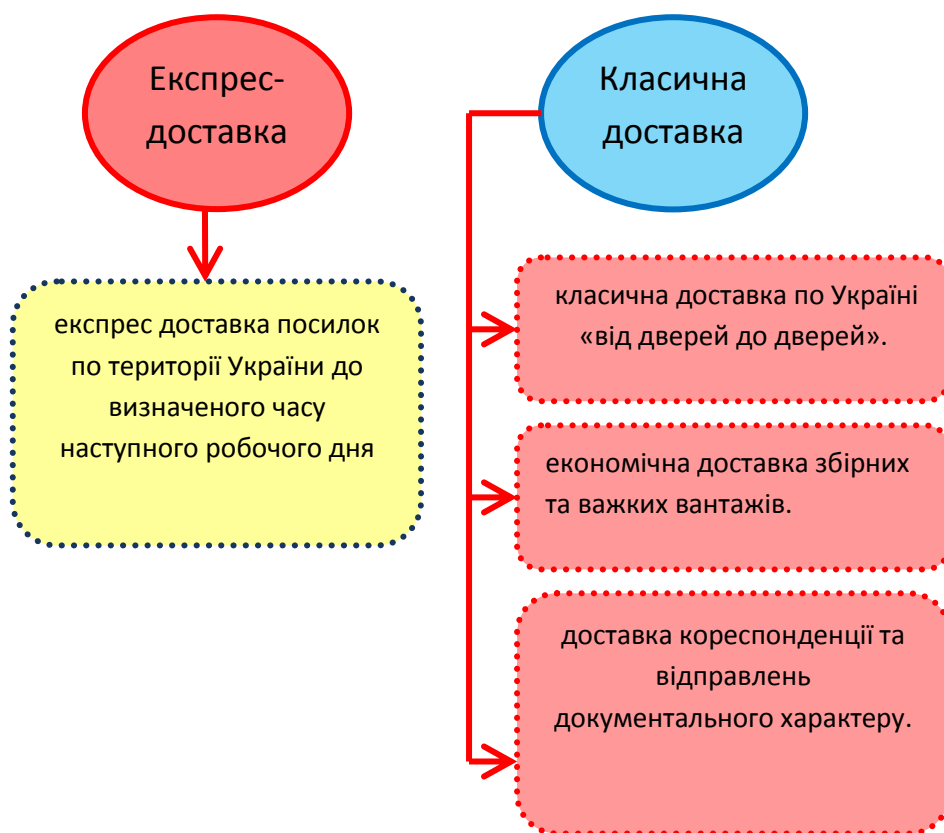 Експрес-
доставка
Класична
доставка
експрес доставка посилок
по території України до
визначеного часу
наступного робочого дня
класична доставка по Україні
«від дверей до дверей».
економічна доставка збірних
та важких вантажів.
доставка кореспонденції та
відправлень
документального характеру.